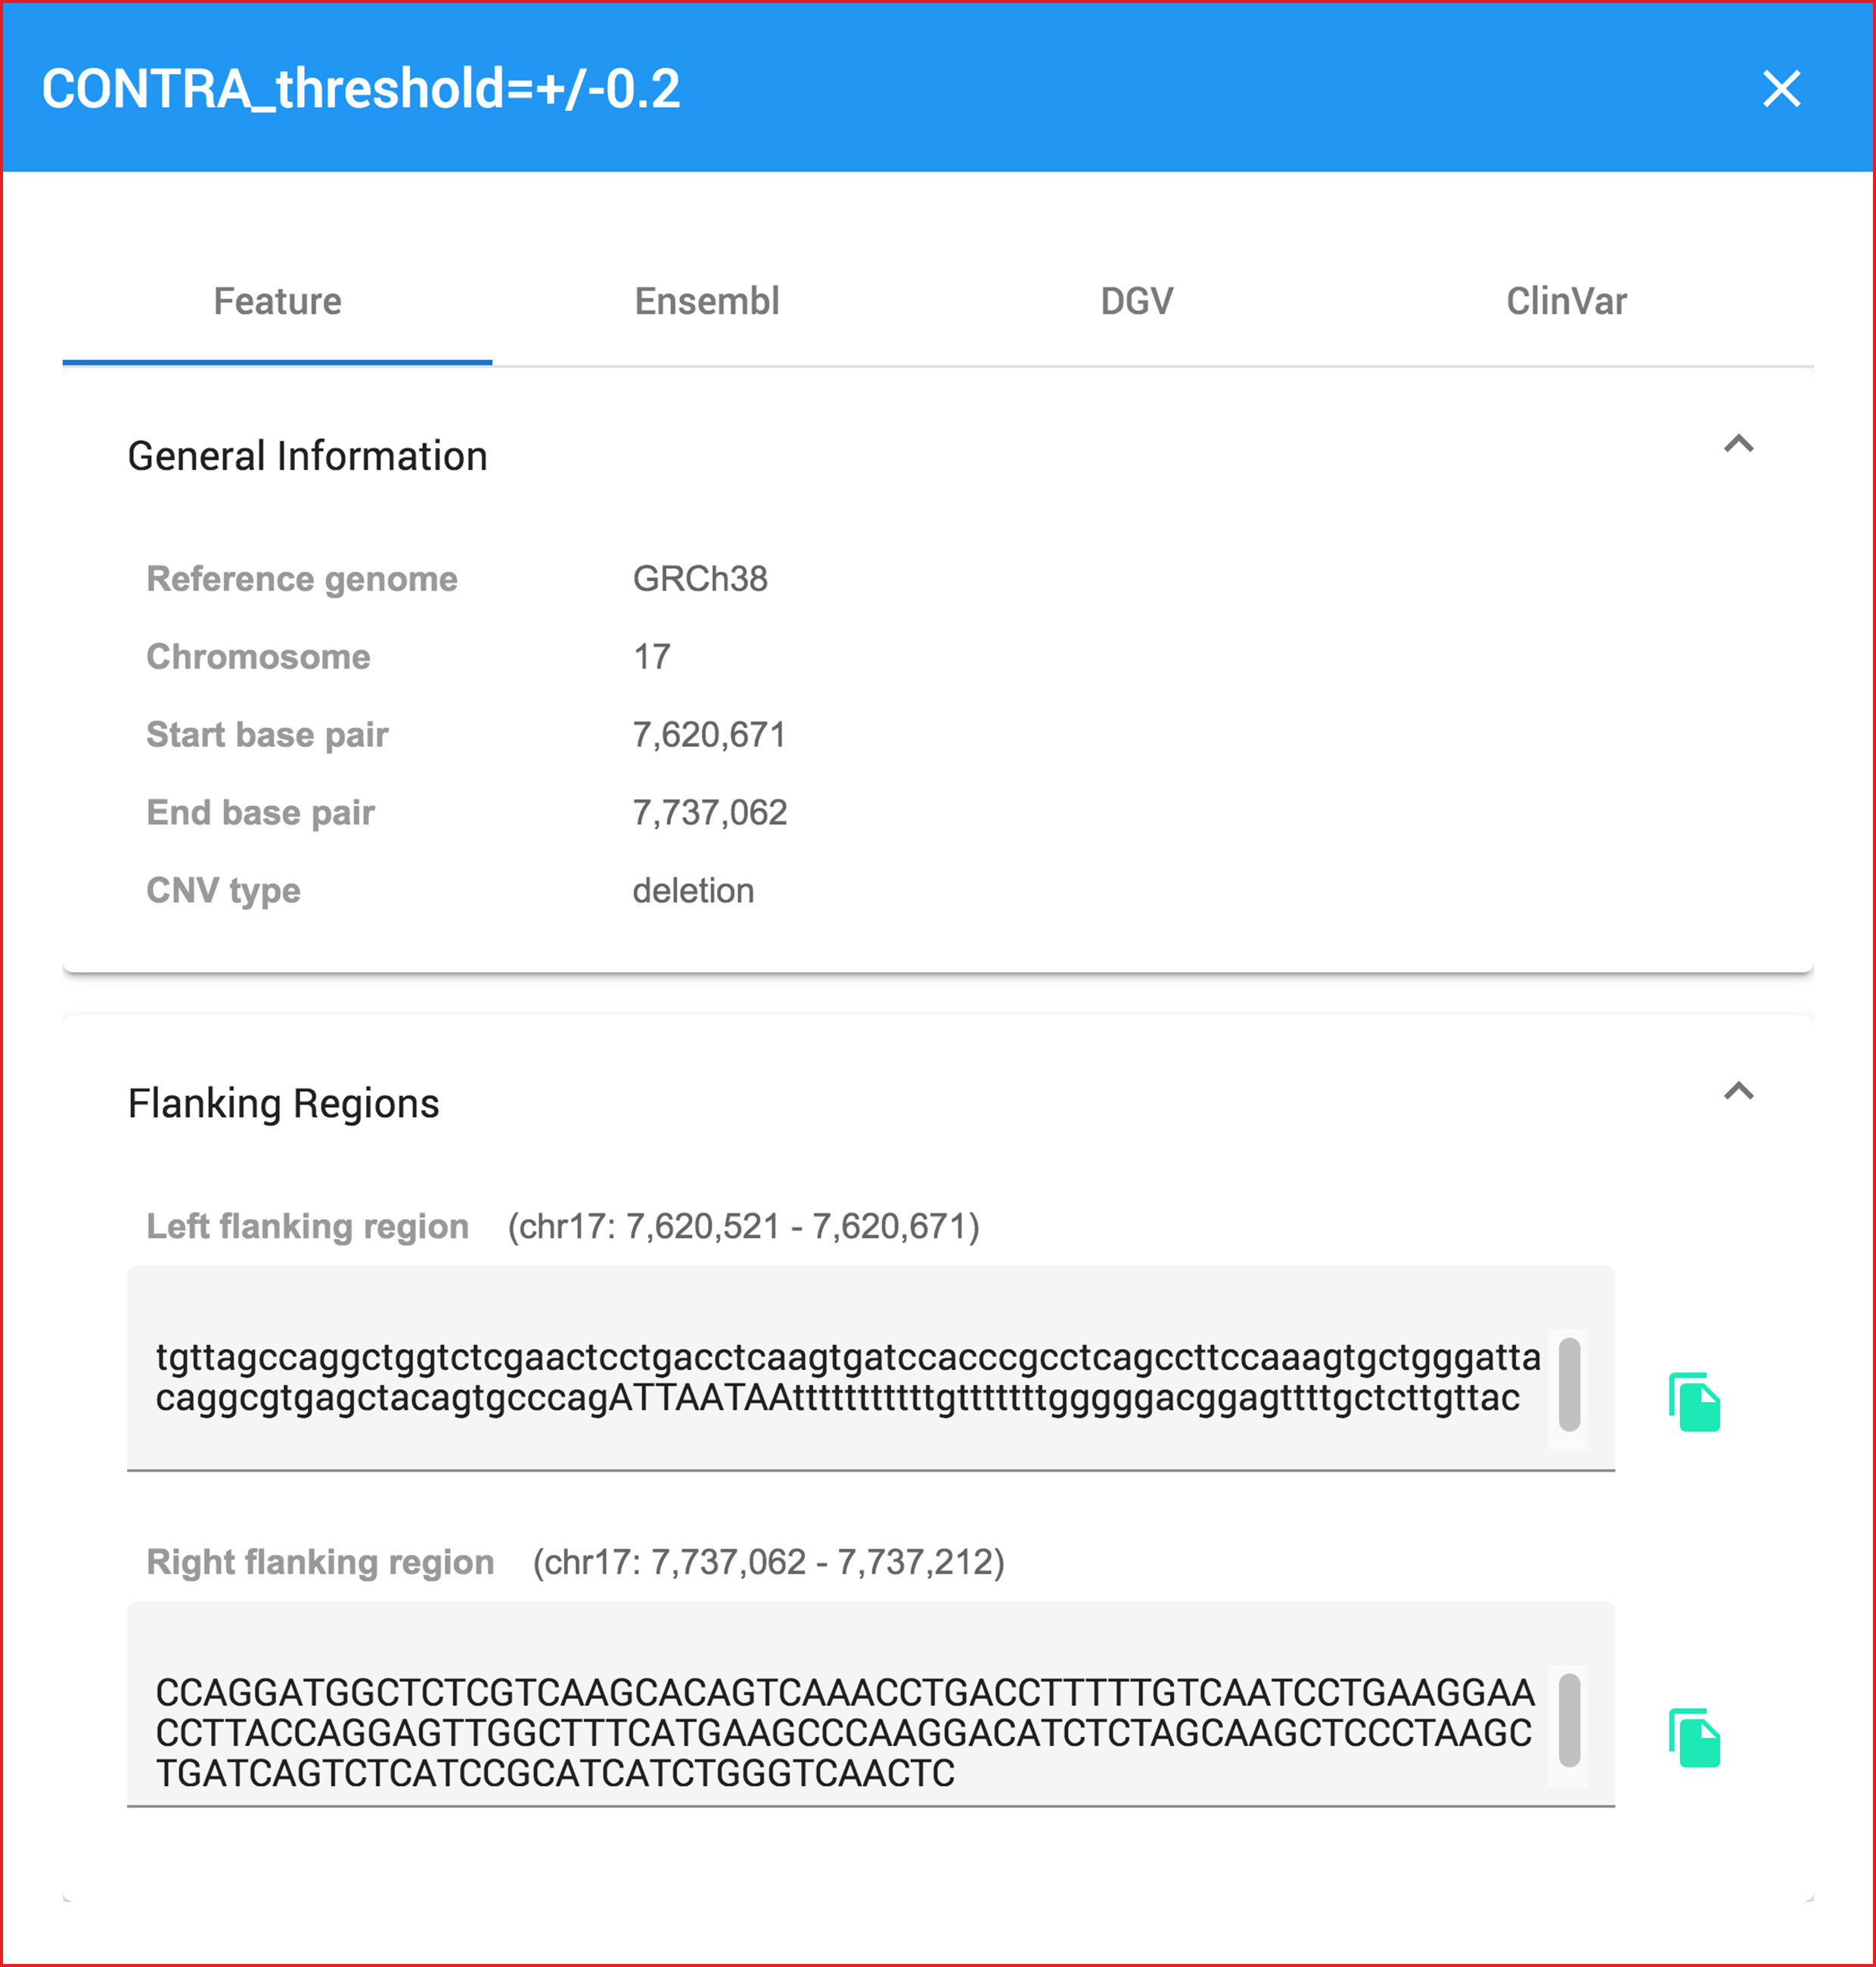 CONTRA_threshold=+/-0.2
Feature Ensembl DGV ClinVar
General Information
Reference genome GRCh38
Chromosome 17
Start base pair 7,620,671
End base pair 7,737,062
CNV type deletion
Flanking Regions
Left flanking region (chr17: 7,620,521 - 7,620,671)
tgttagccaggctggtctcgaactcctgacctcaagtgatccacccgcctcagccttccaaagtgctgggatta
caggcgtgagctacagtgcccagATTAATAAtttttttttttgtttttttgggggacggagttttgctcttgttac
Right flanking region (chr17: 7,737,062 - 7,737,212)
CCAGGATGGCTCTCGTCAAGCACAGTCAAACCTGACCTTTTTGTCAATCCTGAAGGAA
CCTTACCAGGAGTTGGCTTTCATGAAGCCCAAGGACATCTCTAGCAAGCTCCCTAAGC
TGATCAGTCTCATCCGCATCATCTGGGTCAACTC